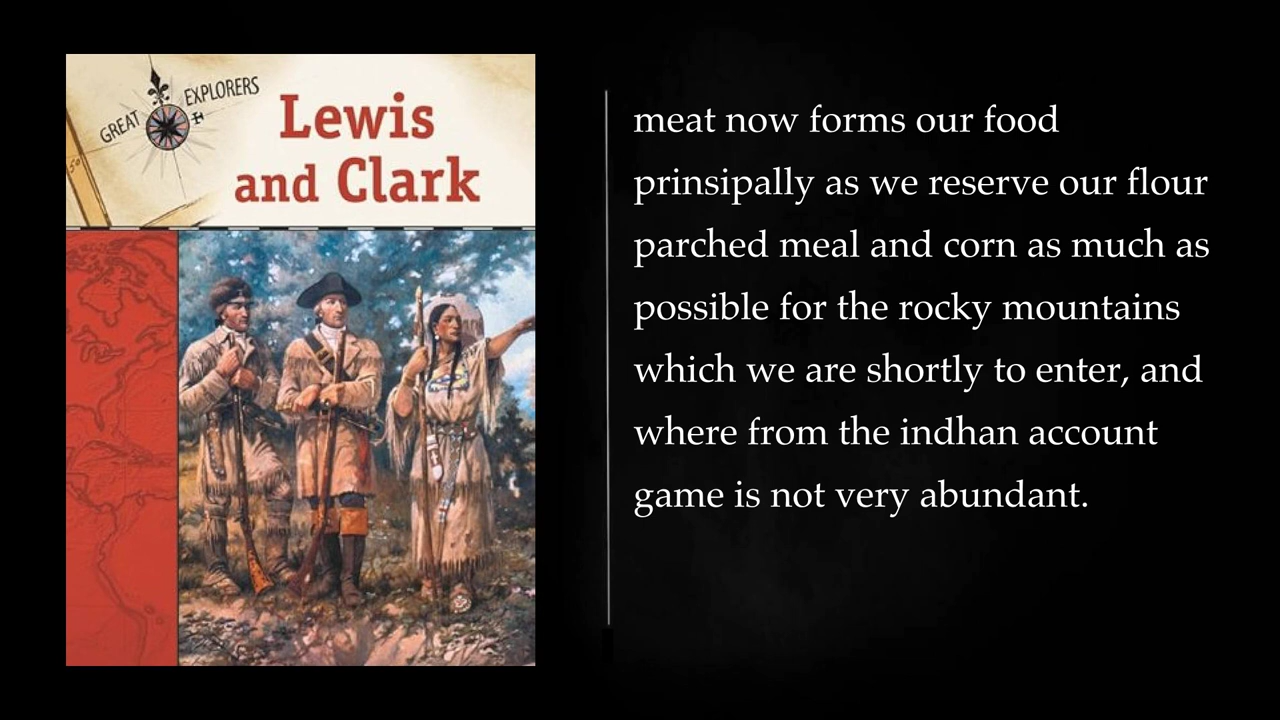 GREAT EXPLORERS
Lewis
and Clark
50
meat now forms our food
prinsipally as we reserve our flour
parched meal and corn as much as
possible for the rocky mountains
which we are shortly to enter, and
where from the indhan account
game is not very abundant.